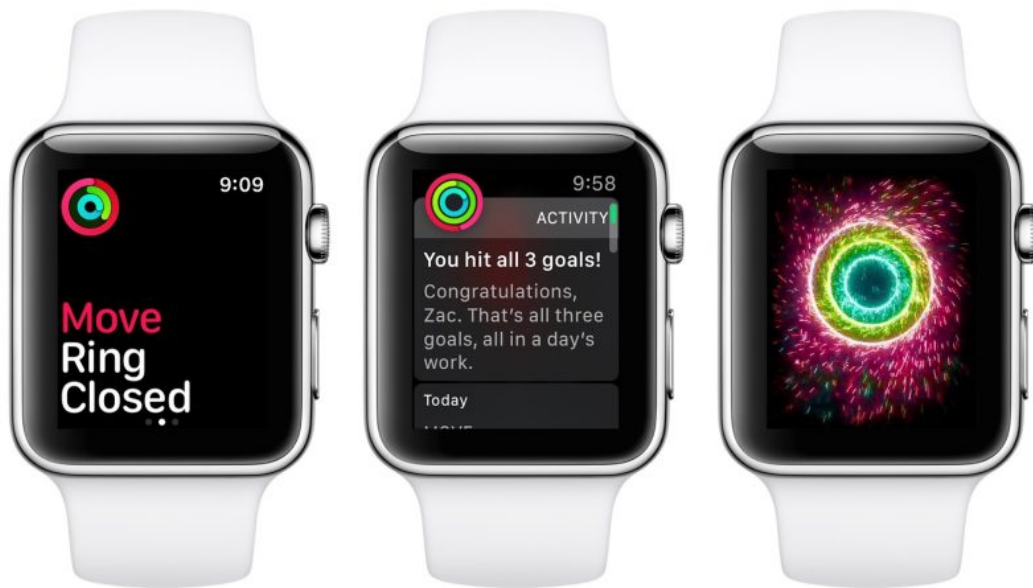 9:09
Move
Ring
Closed
9:58
ACTIVITY
You hit all 3 goals!
Congratulations,
Zac. That's all three
goals, all in a day's
work.
Today
MOVE